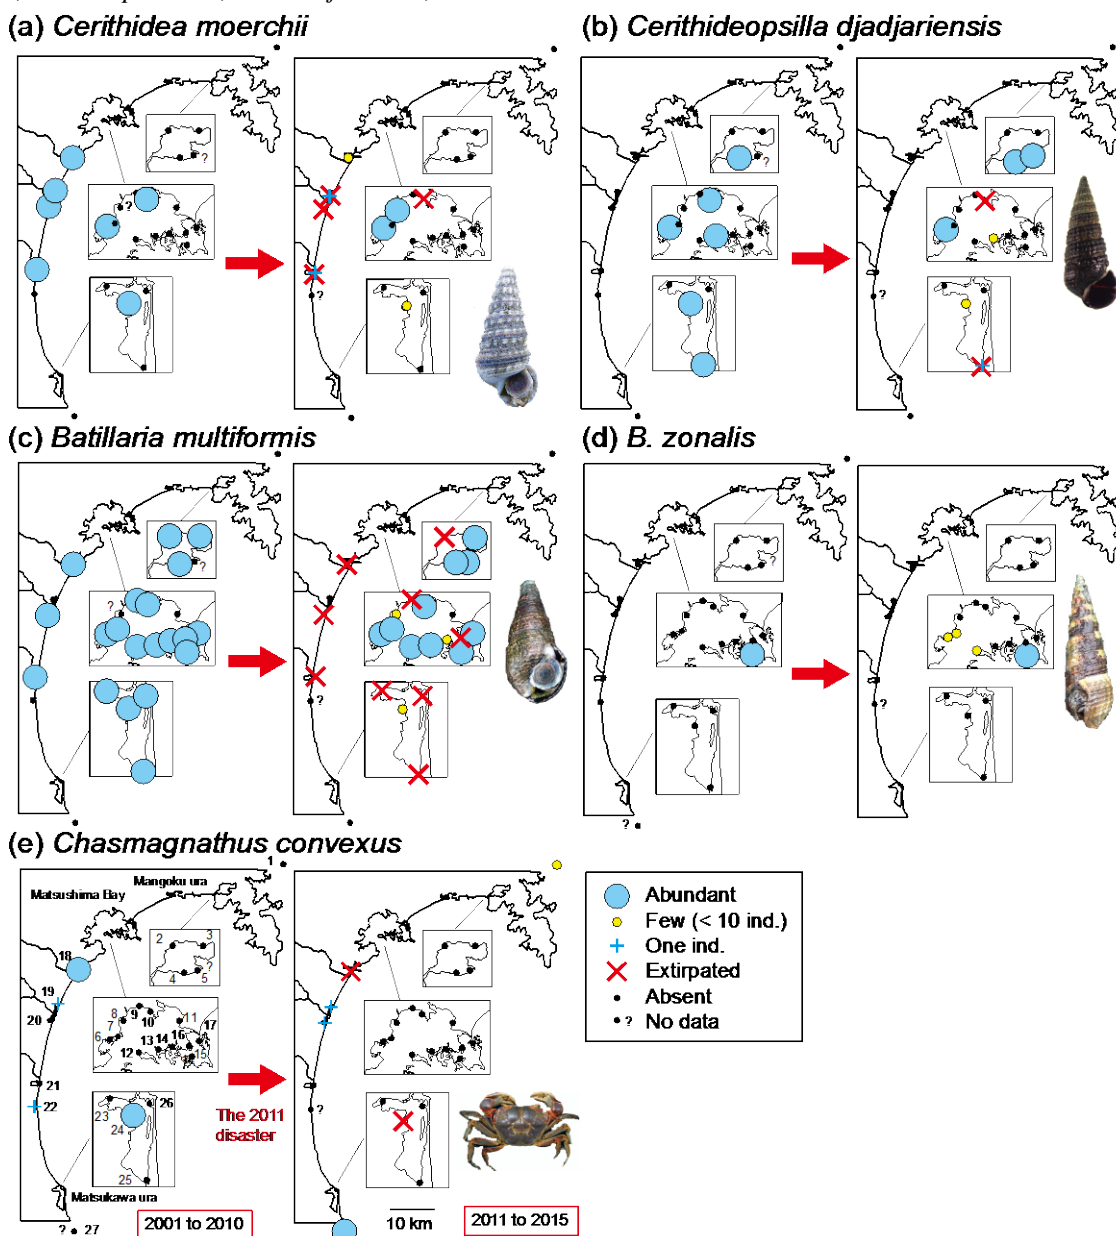 (a) Cerithidea moerchii
(b) Cerithideopsilla djadjariensis
?
?
?
?
?
(c) Batillaria multiformis
(d) B. zonalis
?
?
?
?
?
(e) Chasmagnathus convexus
1
Mangoku ura
Matsushima Bay
2
3
?
4
5
18
19
20
8
9
10
11
7
6
17
16
13
14
12
15
21
22
23
26
24
25
?
The 2011
disaster
Matsukawa ura
? 27
2001 to 2010
10 km
2011 to 2015
Abundant
Few (< 10 ind.)
One ind.
Extirpated
Absent
? No data